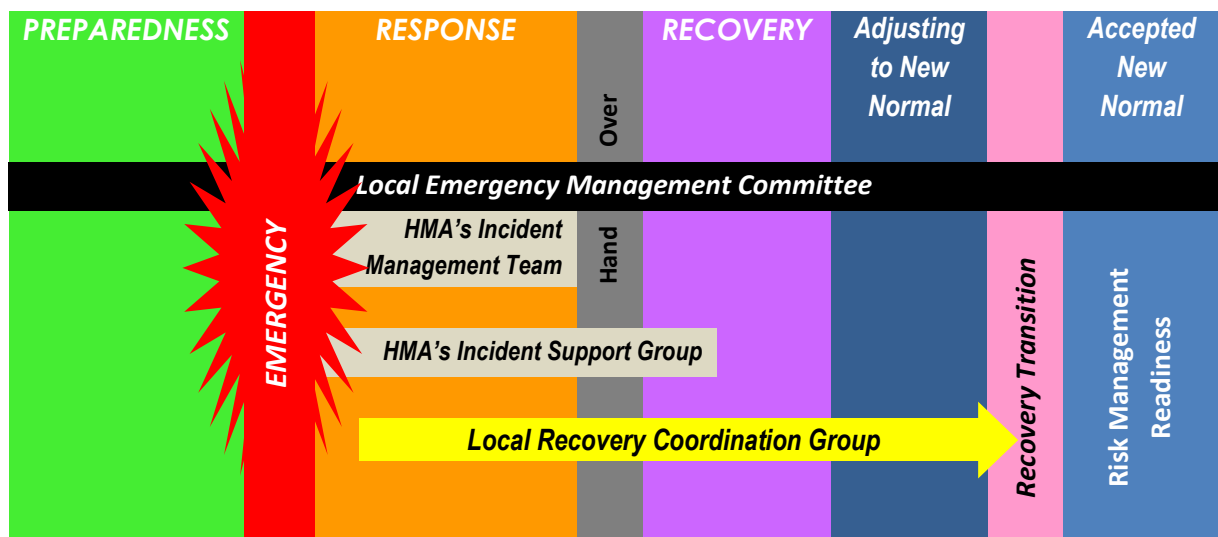 PREPAREDNESS
RESPONSE
RECOVERY
Adjusting
to New
Normal
Accepted
New
Normal
Hand Over
Local Emergency Management Committee
EMERGENCY
HMA’s Incident
Management Team
HMA’s Incident Support Group
Local Recovery Coordination Group
Recovery Transition
Risk Management
Readiness